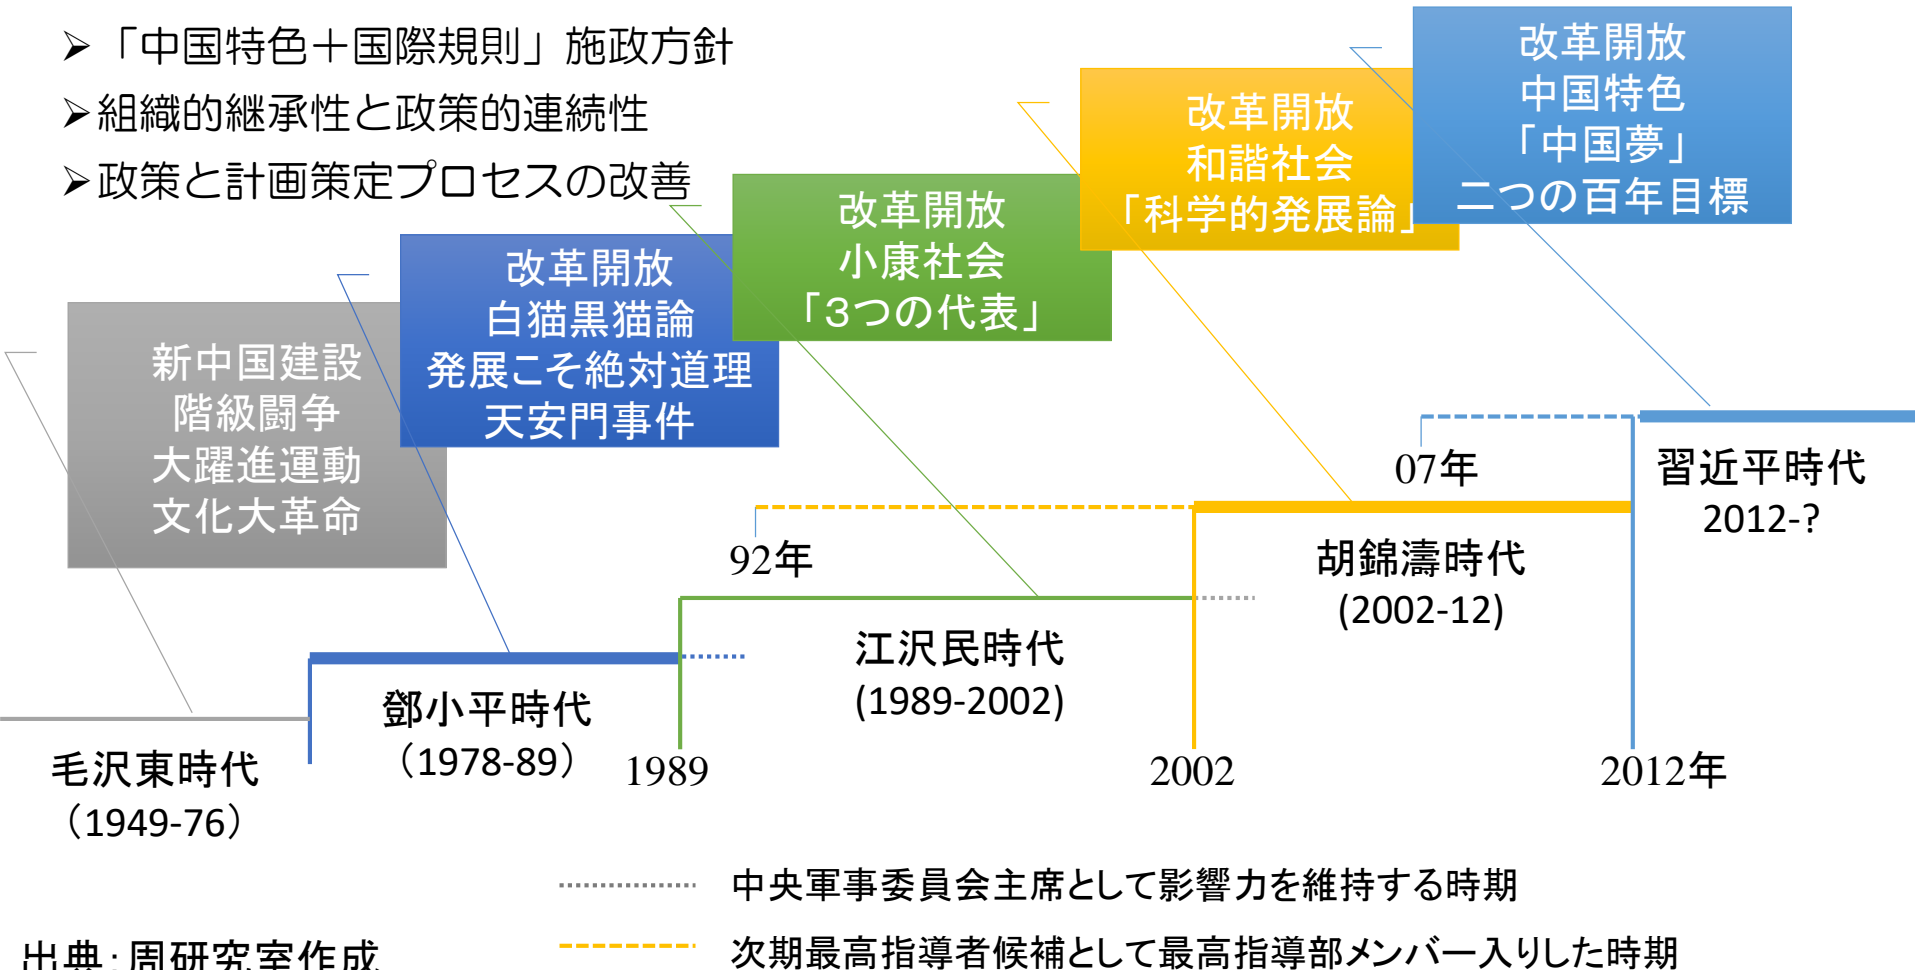 ➢「中国特色＋国際規則」施政方針
➢組織的継承性と政策的連続性
➢政策と計画策定プロセスの改善
新中国建設
階級闘争
大躍進運動
文化大革命
改革開放
白猫黒猫論
発展こそ絶対道理
天安門事件
改革開放
小康社会
「3つの代表」
改革開放
和諧社会
「科学的発展論」
改革開放
中国特色
「中国夢」
二つの百年目標
92年
07年
毛沢東時代
（1949-76）
鄧小平時代
（1978-89）
江沢民時代
(1989-2002)
胡錦濤時代
(2002-12)
習近平時代
2012-?
1989
2002
2012年
中央軍事委員会主席として影響力を維持する時期
次期最高指導者候補として最高指導部メンバー入りした時期
出典：周研究室作成